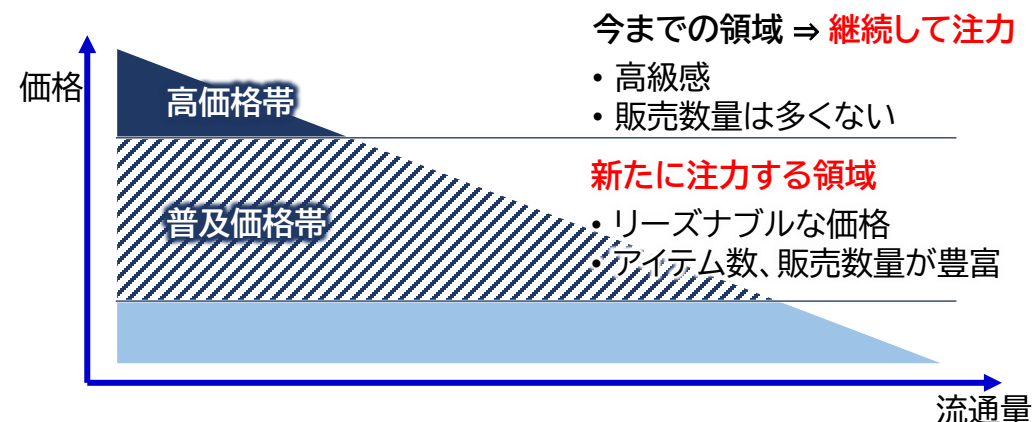 今までの領域 ⇒ 継続して注力
価格
高価格帯
・高級感
・販売数量は多くない
新たに注力する領域
普及価格帯
・リーズナブルな価格
・アイテム数、販売数量が豊富
流通量